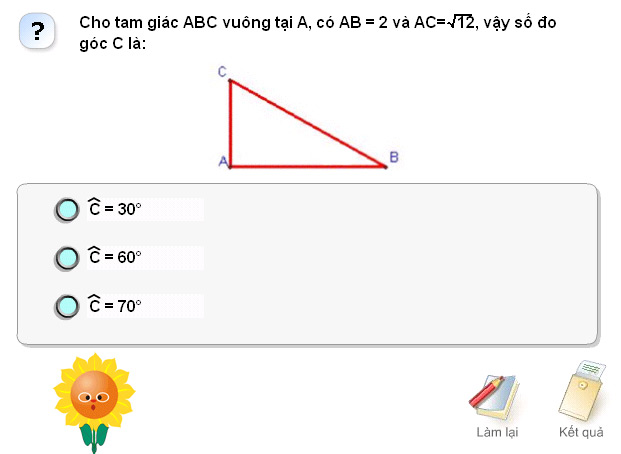 ?
Cho tam giác ABC vuông tại A, có AB = 2 và AC=√12, vậy số đo
góc C là:
C
A
B
Ĉ = 30°
Ĉ = 60°
Ĉ = 70°
Làm lại
Kết quả